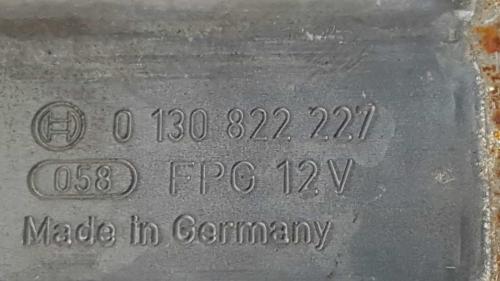 0 130 822 227
058 FPG 12V
Made in Germany